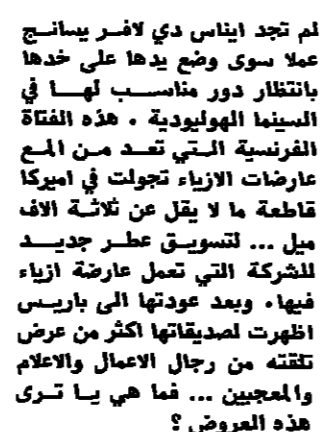 لم تجد ايناس دي لافر يسانج
عملا سوى وضع يدها على خدها
بانتظار دور مناسب لها في
السينما الهوليودية . هذه الفتاة
الفرنسية التي تعد من المع
عارضات الازياء تجولت في اميركا
قاطعة ما لا يقل عن ثلاثة الاف
ميل ... لتسويق عطر جديد
للشركة التي تعمل عارضة ازياء
فيها . وبعد عودتها الى باريس
اظهرت لصديقاتها اكثر من عرض
تلقته من رجال الاعمال والاعلام
والمعجبين ... فما هي يا ترى
هذه العروض ؟